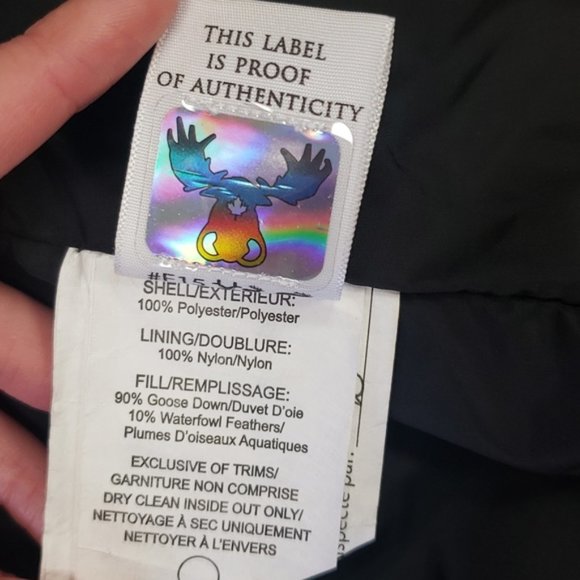 THIS LABEL
IS PROOF
OF AUTHENTICITY
SHELL/EXTERIEUR:
100% Polyester/Polyester
LINING/DOUBLURE:
100% Nylon/Nylon
FILL/REMPLISSAGE:
90% Goose Down/Duvet D'oie
10% Waterfowl Feathers/
Plumes D'oiseaux Aquatiques
EXCLUSIVE OF TRIMS/
GARNITURE NON COMPRISE
DRY CLEAN INSIDE OUT ONLY/
NETTOYAGE À SEC UNIQUEMENT
NETTOYER À L'ENVERS